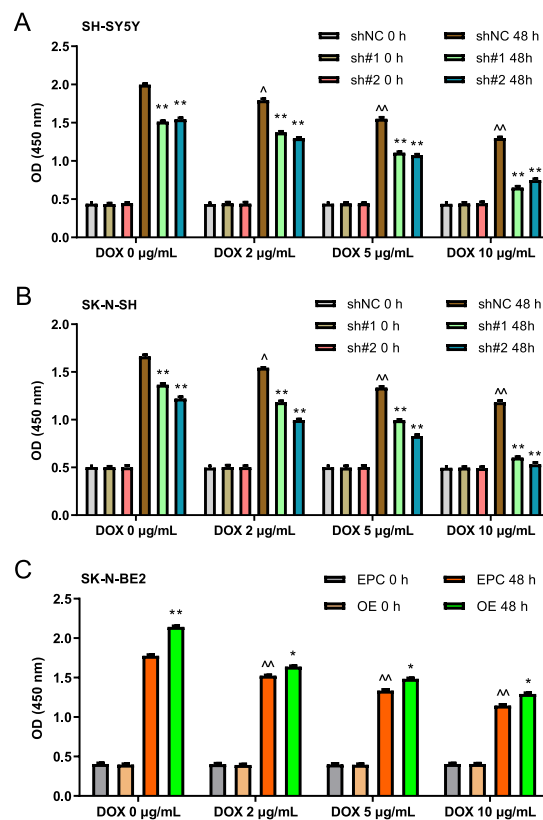 A
SH-SY5Y
shNC 0 h
shNC 48 h
sh#1 0 h
sh#1 48h
sh#2 0 h
sh#2 48h
OD (450 nm)
2.5
2.0
1.5
1.0
0.5
0.0
** **
^
** **
^^
** **
^^
** **
DOX 0 µg/mL
DOX 2 µg/mL
DOX 5 µg/mL
DOX 10 µg/mL
B
SK-N-SH
shNC 0 h
shNC 48 h
sh#1 0 h
sh#1 48h
sh#2 0 h
sh#2 48h
OD (450 nm)
2.0
1.5
1.0
0.5
0.0
** **
^
** **
^^
** **
^^
** **
DOX 0 µg/mL
DOX 2 µg/mL
DOX 5 µg/mL
DOX 10 µg/mL
C
SK-N-BE2
EPC 0 h
EPC 48 h
OE 0 h
OE 48 h
OD (450 nm)
2.5
2.0
1.5
1.0
0.5
0.0
**
^^ *
^^ *
^^ *
DOX 0 µg/mL
DOX 2 µg/mL
DOX 5 µg/mL
DOX 10 µg/mL